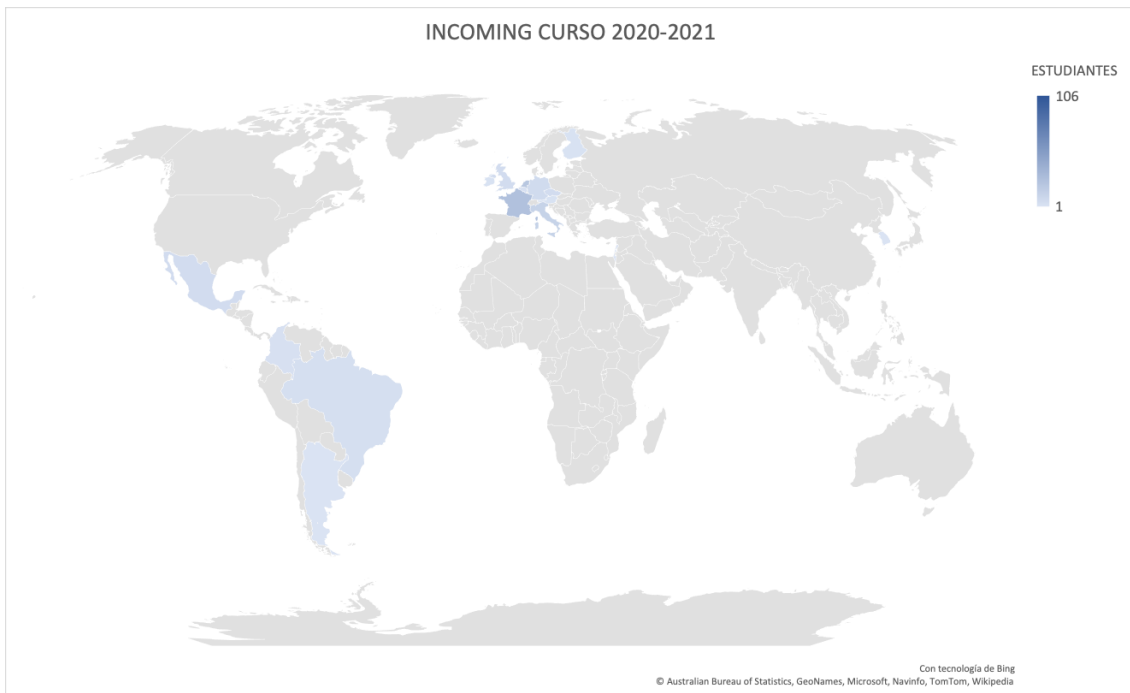 INCOMING CURSO 2020-2021
ESTUDIANTES
106
1
Con tecnología de Bing
© Australian Bureau of Statistics, GeoNames, Microsoft, Navinfo, TomTom, Wikipedia